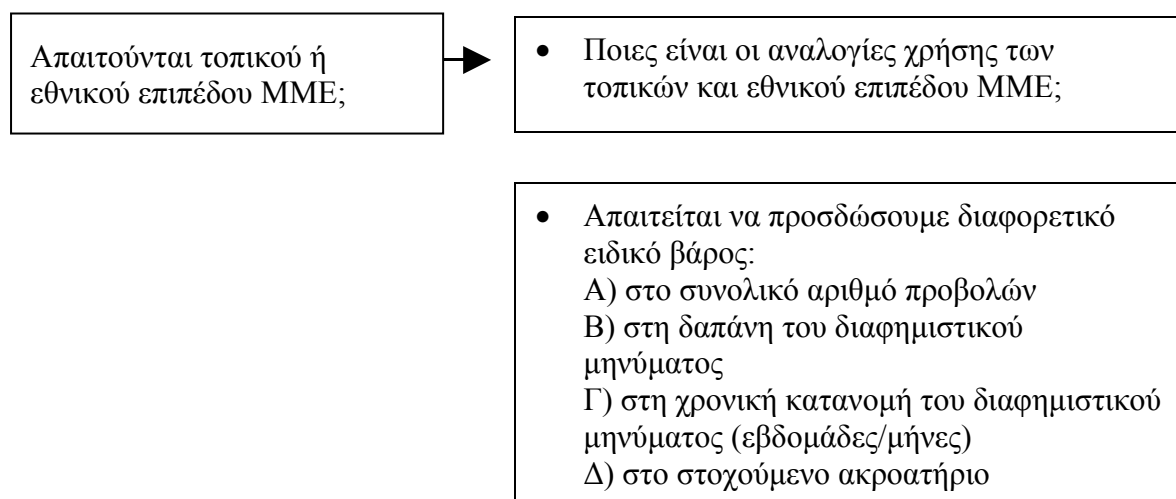 Απαιτούνται τοπικού ή
εθνικού επιπέδου ΜΜΕ;
• Ποιες είναι οι αναλογίες χρήσης των
τοπικών και εθνικού επιπέδου ΜΜΕ;
• Απαιτείται να προσδώσουμε διαφορετικό
ειδικό βάρος:
Α) στο συνολικό αριθμό προβολών
Β) στη δαπάνη του διαφημιστικού
μηνύματος
Γ) στη χρονική κατανομή του διαφημιστικού
μηνύματος (εβδομάδες/μήνες)
Δ) στο στοχούμενο ακροατήριο